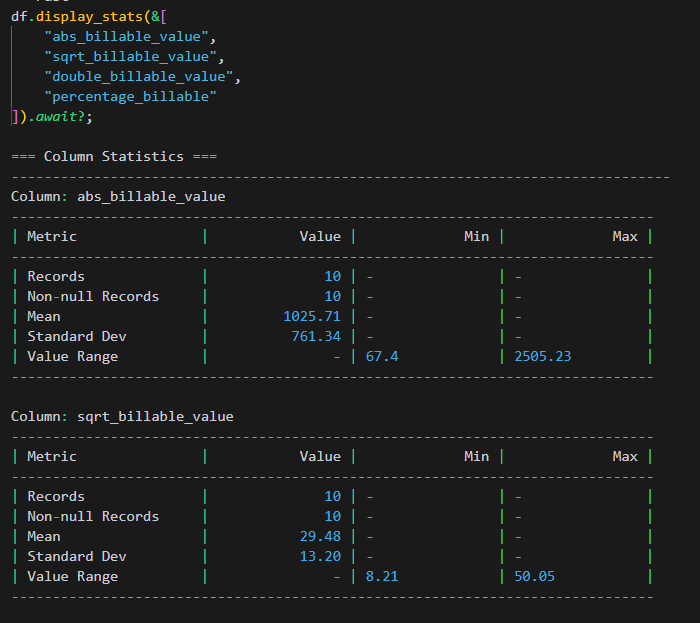 df.display_stats(&[
    "abs_billable_value",
    "sqrt_billable_value",
    "double_billable_value",
    "percentage_billable"
]).await?;

=== Column Statistics ===
--------------------------------------------------------------------------------
Column: abs_billable_value
------------------------------------------------------------------------------
| Metric               |           Value |             Min |             Max |
------------------------------------------------------------------------------
| Records              |              10 | -               | -               |
| Non-null Records     |              10 | -               | -               |
| Mean                 |         1025.71 | -               | -               |
| Standard Dev         |          761.34 | -               | -               |
| Value Range          |               - | 67.4            | 2505.23         |
------------------------------------------------------------------------------

Column: sqrt_billable_value
------------------------------------------------------------------------------
| Metric               |           Value |             Min |             Max |
------------------------------------------------------------------------------
| Records              |              10 | -               | -               |
| Non-null Records     |              10 | -               | -               |
| Mean                 |           29.48 | -               | -               |
| Standard Dev         |           13.20 | -               | -               |
| Value Range          |               - | 8.21            | 50.05           |
------------------------------------------------------------------------------